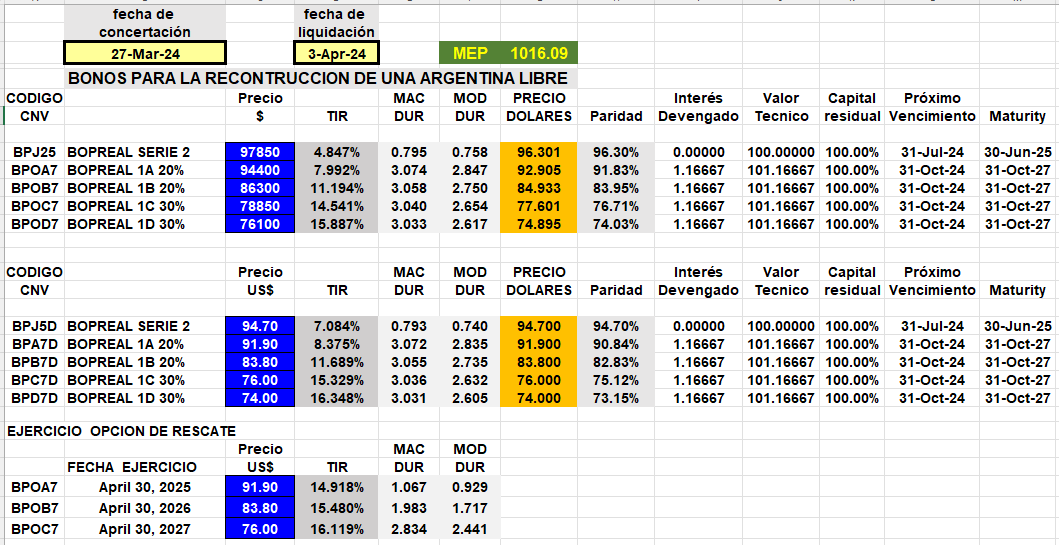 fecha de fecha de
concertación liquidación
27-Mar-24 3-Apr-24 MEP 1016.09
BONOS PARA LA RECONTRUCCION DE UNA ARGENTINA LIBRE
CODIGO Precio MAC MOD PRECIO Interés Valor Capital Próximo
CNV $ TIR DUR DUR DOLARES Paridad Devengado Tecnico residual Vencimiento Maturity
BPJ25 BOPREAL SERIE 2 97850 4.847% 0.795 0.758 96.301 96.30% 0.00000 100.00000 100.00% 31-Jul-24 30-Jun-25
BPOA7 BOPREAL 1A 20% 94400 7.992% 3.074 2.847 92.905 91.83% 1.16667 101.16667 100.00% 31-Oct-24 31-Oct-27
BPOB7 BOPREAL 1B 20% 86300 11.194% 3.058 2.750 84.933 83.95% 1.16667 101.16667 100.00% 31-Oct-24 31-Oct-27
BPOC7 BOPREAL 1C 30% 78850 14.541% 3.040 2.654 77.601 76.71% 1.16667 101.16667 100.00% 31-Oct-24 31-Oct-27
BPOD7 BOPREAL 1D 30% 76100 15.887% 3.033 2.617 74.895 74.03% 1.16667 101.16667 100.00% 31-Oct-24 31-Oct-27
CODIGO Precio MAC MOD PRECIO Interés Valor Capital Próximo
CNV US$ TIR DUR DUR DOLARES Paridad Devengado Tecnico residual Vencimiento Maturity
BPJ5D BOPREAL SERIE 2 94.70 7.084% 0.793 0.740 94.700 94.70% 0.00000 100.00000 100.00% 31-Jul-24 30-Jun-25
BPA7D BOPREAL 1A 20% 91.90 8.375% 3.072 2.835 91.900 90.84% 1.16667 101.16667 100.00% 31-Oct-24 31-Oct-27
BPB7D BOPREAL 1B 20% 83.80 11.689% 3.055 2.735 83.800 82.83% 1.16667 101.16667 100.00% 31-Oct-24 31-Oct-27
BPC7D BOPREAL 1C 30% 76.00 15.329% 3.036 2.632 76.000 75.12% 1.16667 101.16667 100.00% 31-Oct-24 31-Oct-27
BPD7D BOPREAL 1D 30% 74.00 16.348% 3.031 2.605 74.000 73.15% 1.16667 101.16667 100.00% 31-Oct-24 31-Oct-27
EJERCICIO OPCION DE RESCATE
Precio MAC MOD
FECHA EJERCICIO US$ TIR DUR DUR
BPOA7 April 30, 2025 91.90 14.918% 1.067 0.929
BPOB7 April 30, 2026 83.80 15.480% 1.983 1.717
BPOC7 April 30, 2027 76.00 16.119% 2.834 2.441